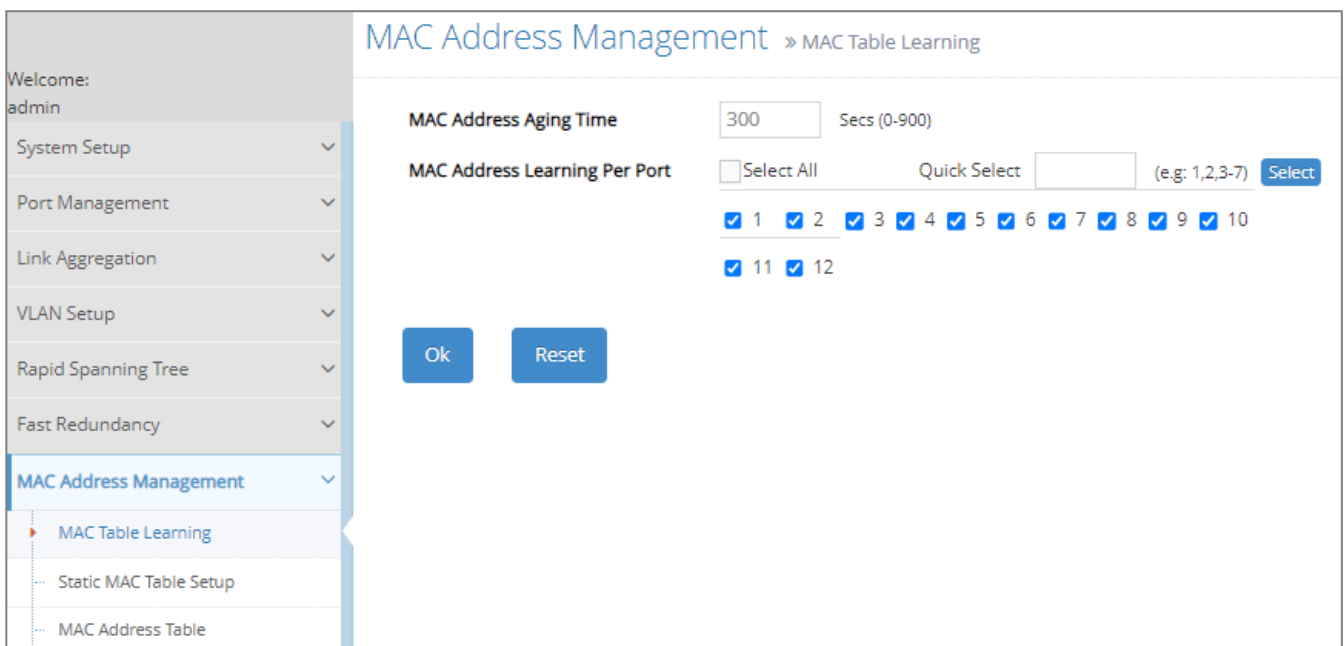 MAC Address Management » MAC Table Learning
Welcome:
admin
System Setup
Port Management
Link Aggregation
VLAN Setup
Rapid Spanning Tree
Fast Redundancy
MAC Address Management
MAC Table Learning
Static MAC Table Setup
MAC Address Table
MAC Address Aging Time 300 Secs (0-900)
MAC Address Learning Per Port Select All Quick Select (e.g: 1,2,3-7) Select
1 2 3 4 5 6 7 8 9 10
11 12
Ok Reset